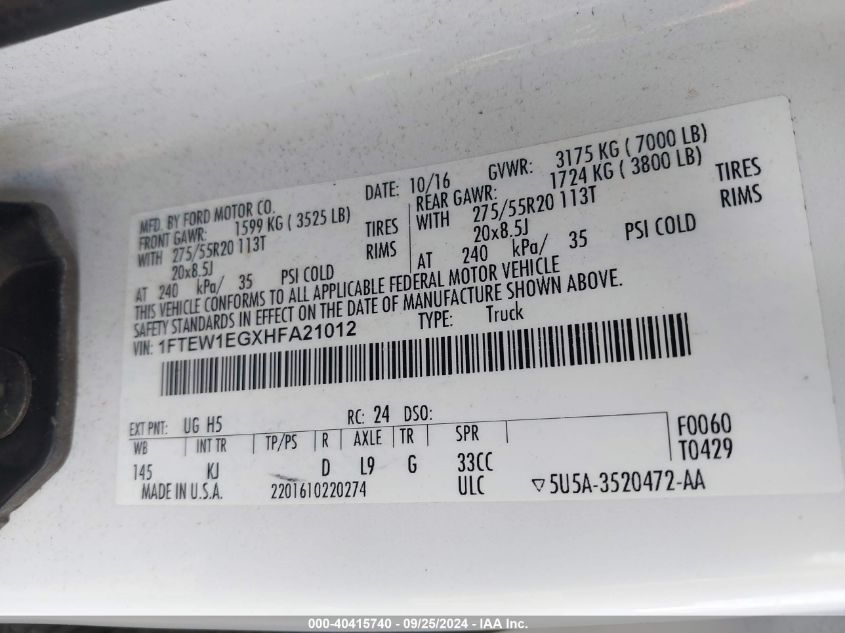 MFD. BY FORD MOTOR CO.
DATE: 10/16 GVWR: 3175 KG ( 7000 LB)
FRONT GAWR: 1599 KG ( 3525 LB)
REAR GAWR: 1724 KG ( 3800 LB)
WITH 275/55R20 113T TIRES
WITH 275/55R20 113T TIRES
20x8.5J RIMS
20x8.5J RIMS
AT 240 kPa/ 35 PSI COLD
AT 240 kPa/ 35 PSI COLD
THIS VEHICLE CONFORMS TO ALL APPLICABLE FEDERAL MOTOR VEHICLE
SAFETY STANDARDS IN EFFECT ON THE DATE OF MANUFACTURE SHOWN ABOVE.
VIN: 1FTEW1EGXHFA21012 TYPE: Truck
EXT PNT: UG H5 RC: 24 DSO:
WB INT TR TP/PS R AXLE TR SPR F0060
145 KJ D L9 G 33CC T0429
MADE IN U.S.A. 2201610220274 ULC ▽5U5A-3520472-AA
000-40415740 - 09/25/2024 - IAA Inc.